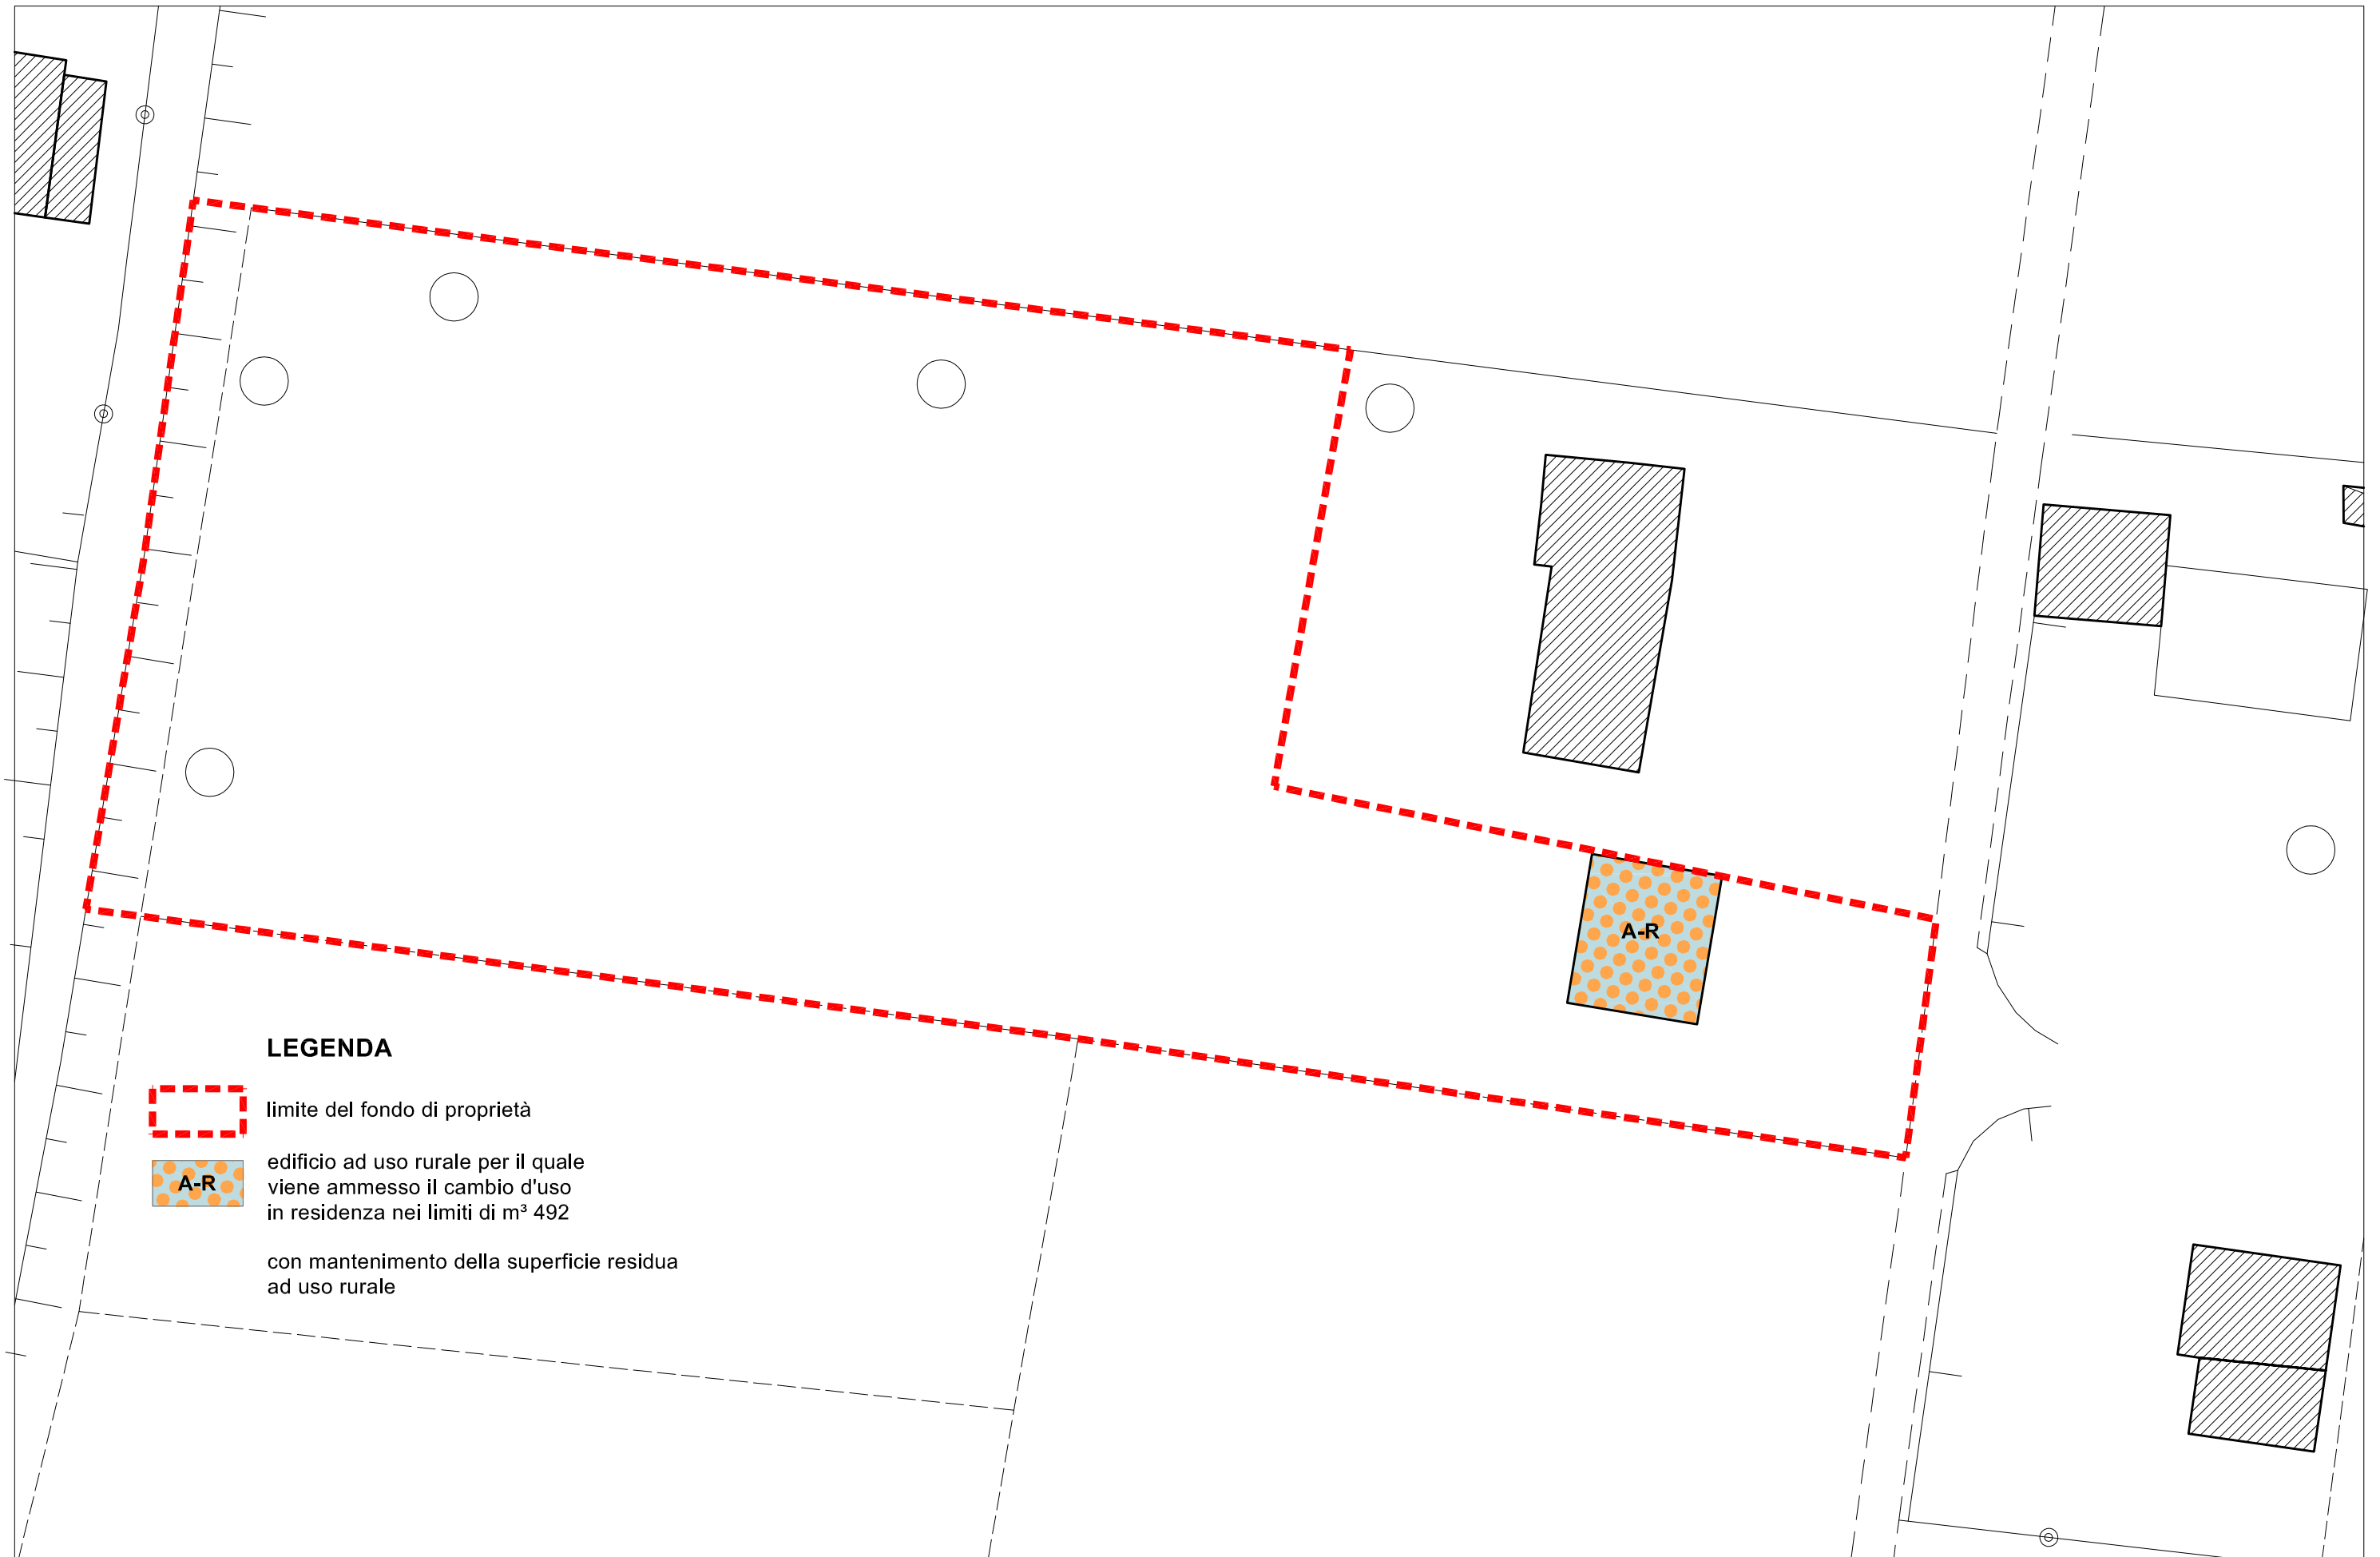 A-R
LEGENDA
limite del fondo di proprietà
A-R
edificio ad uso rurale per il quale
viene ammesso il cambio d'uso
in residenza nei limiti di m³ 492
con mantenimento della superficie residua
ad uso rurale